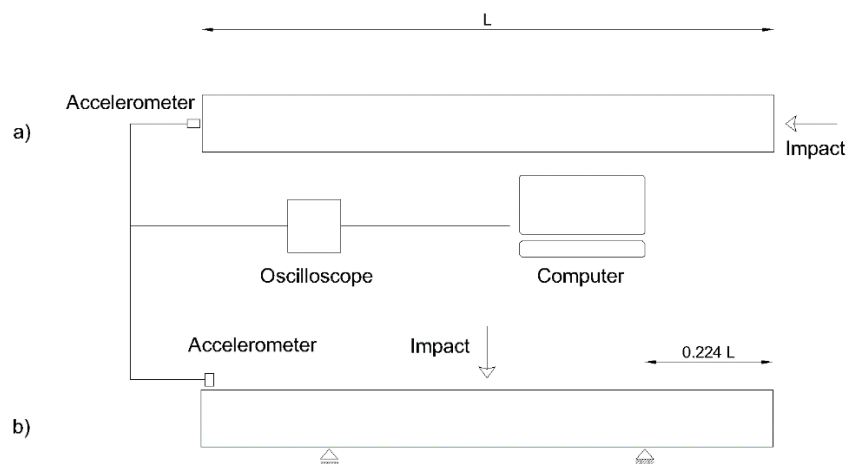 L
Accelerometer
a)
Impact
Oscilloscope
Computer
Accelerometer
Impact
0.224 L
b)